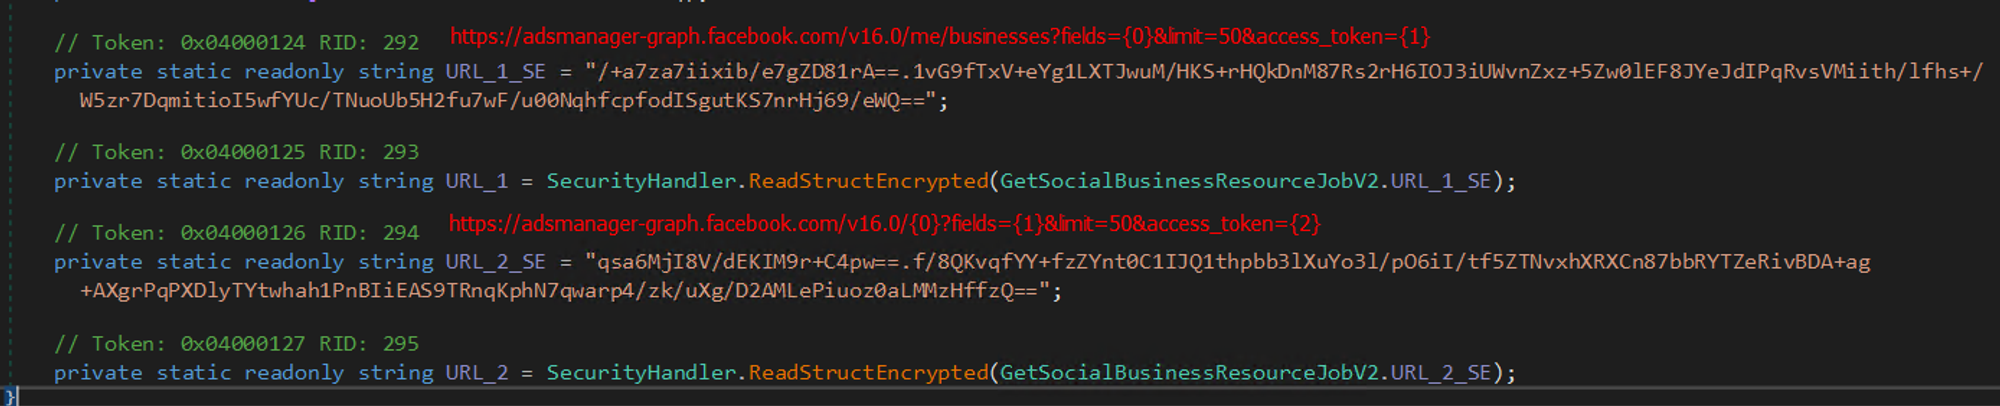 // Token: 0x04000124 RID: 292 https://adsmanager-graph.facebook.com/v16.0/me/businesses?fields={0}&limit=50&access_token={1}
private static readonly string URL_1_SE = "/+a7za7iixib/e7gZD81rA==.1vG9fTxV+eYg1LXTJwuM/HKS+rHQkDnM87Rs2rH6IOJ3iUWvnZxz+5Zw0lEF8JYeJdIPqRvsVMiith/lfhs+/
W5zr7DqmitioI5wfYUc/TNuoUb5H2fu7wF/u00NqhfcpfodISgutKS7nrHj69/eWQ==";
// Token: 0x04000125 RID: 293
private static readonly string URL_1 = SecurityHandler.ReadStructEncrypted(GetSocialBusinessResourceJobV2.URL_1_SE);
// Token: 0x04000126 RID: 294 https://adsmanager-graph.facebook.com/v16.0/{0}?fields={1}&limit=50&access_token={2}
private static readonly string URL_2_SE = "qsa6MjI8V/dEKIM9r+C4pw==.f/8QKvqfYY+fzZYnt0C1IJQ1thpbb3lXuYo3l/pO6iI/tf5ZTNvxhXRXCn87bbRYTZeRivBDA+ag
+AXgrPqPXDlyTYtwhah1PnBIiEAS9TRnqKphN7qwarp4/zk/uXg/D2AMLePiuoz0aLMMzHffzQ==";
// Token: 0x04000127 RID: 295
private static readonly string URL_2 = SecurityHandler.ReadStructEncrypted(GetSocialBusinessResourceJobV2.URL_2_SE);
}